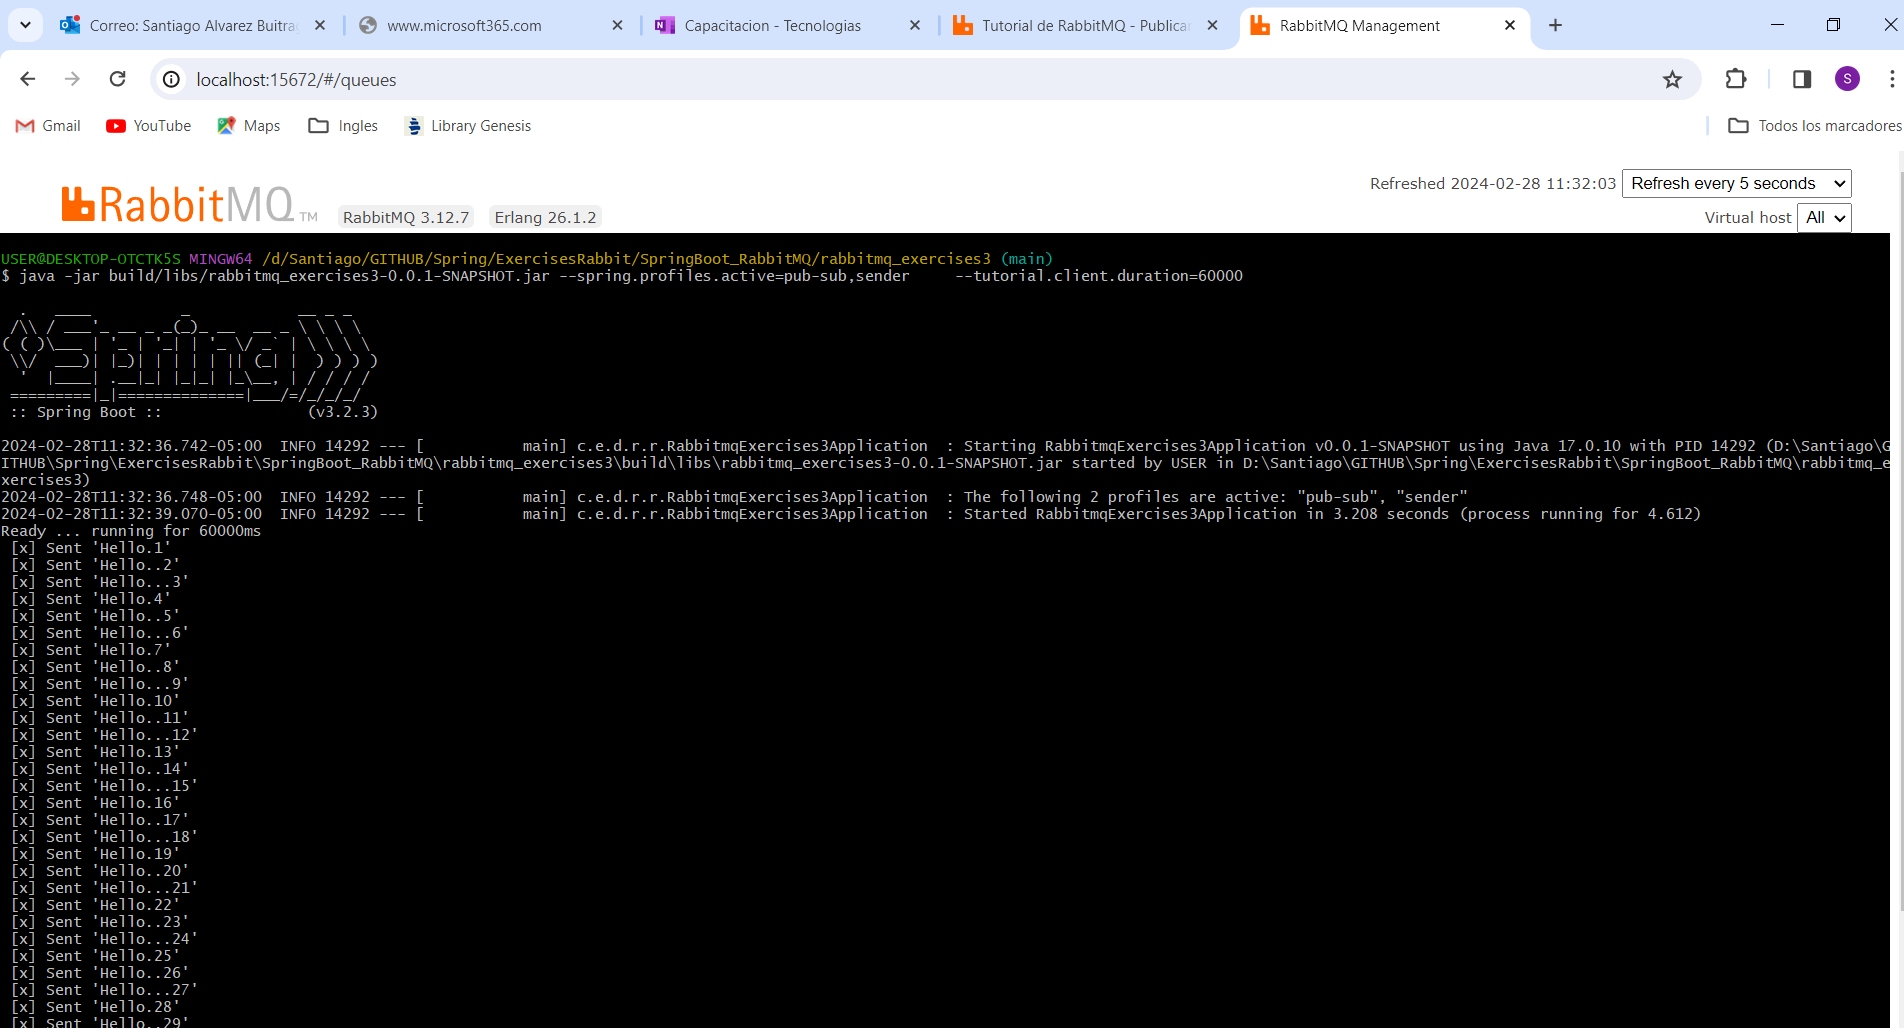 Correo: Santiago Alvarez Buitra
www.microsoft365.com
Capacitacion - Tecnologias
Tutorial de RabbitMQ - Publica
RabbitMQ Management
localhost:15672/#/queues
S
Gmail
YouTube
Maps
Ingles
Library Genesis
Todos los marcadores
RabbitMQ TM
RabbitMQ 3.12.7
Erlang 26.1.2
Refreshed 2024-02-28 11:32:03
Refresh every 5 seconds
Virtual host
All
USER@DESKTOP-OTCTK5S MINGW64 /d/Santiago/GITHUB/Spring/ExercisesRabbit/SpringBoot_RabbitMQ/rabbitmq_exercises3 (main)
$ java -jar build/libs/rabbitmq_exercises3-0.0.1-SNAPSHOT.jar --spring.profiles.active=pub-sub,sender     --tutorial.client.duration=60000
:: Spring Boot ::                (v3.2.3)
2024-02-28T11:32:36.742-05:00  INFO 14292 --- [           main] c.e.d.r.r.RabbitmqExercises3Application  : Starting RabbitmqExercises3Application v0.0.1-SNAPSHOT using Java 17.0.10 with PID 14292 (D:\Santiago\G
ITHUB\Spring\ExercisesRabbit\SpringBoot_RabbitMQ\rabbitmq_exercises3\build\libs\rabbitmq_exercises3-0.0.1-SNAPSHOT.jar started by USER in D:\Santiago\GITHUB\Spring\ExercisesRabbit\SpringBoot_RabbitMQ\rabbitmq_e
xercises3)
2024-02-28T11:32:36.748-05:00  INFO 14292 --- [           main] c.e.d.r.r.RabbitmqExercises3Application  : The following 2 profiles are active: "pub-sub", "sender"
2024-02-28T11:32:39.070-05:00  INFO 14292 --- [           main] c.e.d.r.r.RabbitmqExercises3Application  : Started RabbitmqExercises3Application in 3.208 seconds (process running for 4.612)
Ready ... running for 60000ms
[x] Sent 'Hello.1'
[x] Sent 'Hello..2'
[x] Sent 'Hello...3'
[x] Sent 'Hello.4'
[x] Sent 'Hello..5'
[x] Sent 'Hello...6'
[x] Sent 'Hello.7'
[x] Sent 'Hello..8'
[x] Sent 'Hello...9'
[x] Sent 'Hello.10'
[x] Sent 'Hello..11'
[x] Sent 'Hello...12'
[x] Sent 'Hello.13'
[x] Sent 'Hello..14'
[x] Sent 'Hello...15'
[x] Sent 'Hello.16'
[x] Sent 'Hello..17'
[x] Sent 'Hello...18'
[x] Sent 'Hello.19'
[x] Sent 'Hello..20'
[x] Sent 'Hello...21'
[x] Sent 'Hello.22'
[x] Sent 'Hello..23'
[x] Sent 'Hello...24'
[x] Sent 'Hello.25'
[x] Sent 'Hello..26'
[x] Sent 'Hello...27'
[x] Sent 'Hello.28'
[x] Sent 'Hello..29'